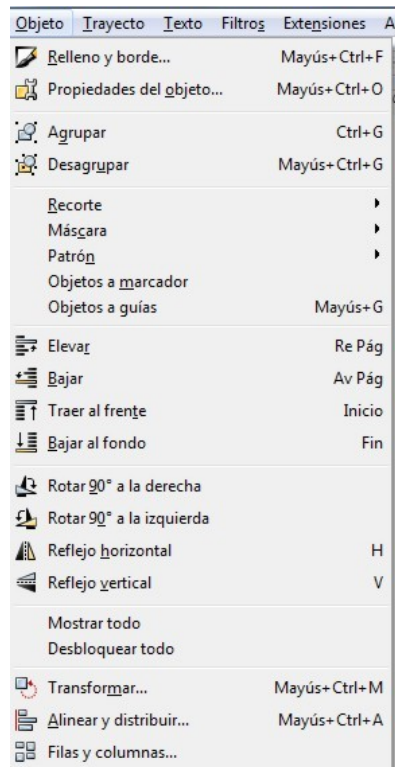 Objeto Trayecto Texto Filtros Extensiones A
Relleno y borde... Mayús+Ctrl+F
Propiedades del objeto... Mayús+Ctrl+O
Agrupar Ctrl+G
Desagrupar Mayús+Ctrl+G
Recorte
Máscara
Patrón
Objetos a marcador
Objetos a guías Mayús+G
Elevar Re Pág
Bajar Av Pág
Traer al frente Inicio
Bajar al fondo Fin
Rotar 90° a la derecha
Rotar 90° a la izquierda
Reflejo horizontal H
Reflejo vertical V
Mostrar todo
Desbloquear todo
Transformar... Mayús+Ctrl+M
Alinear y distribuir... Mayús+Ctrl+A
Filas y columnas...